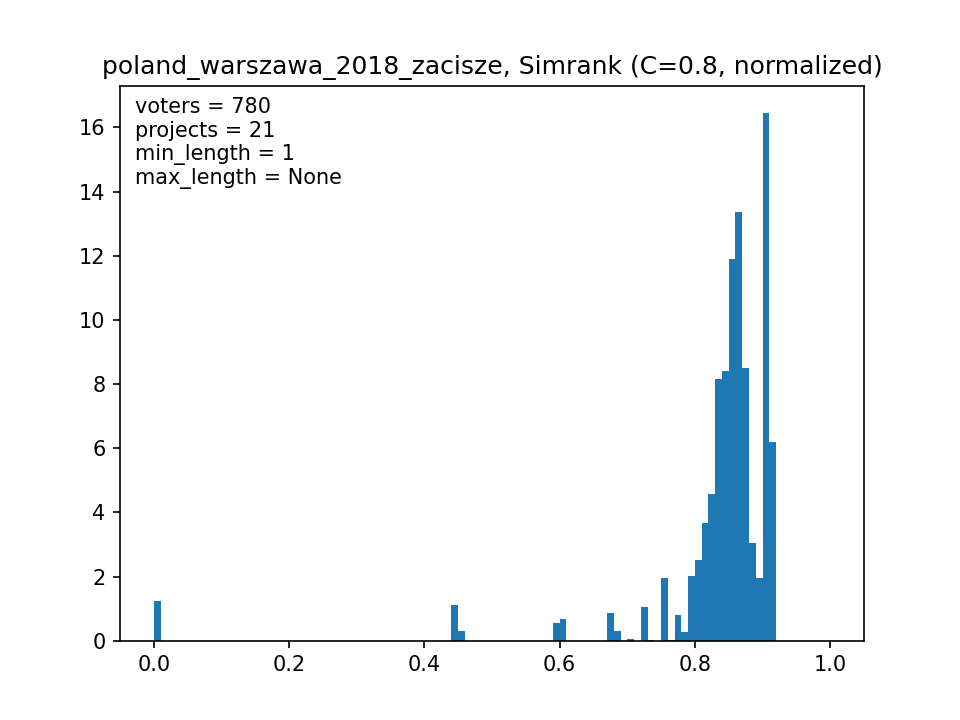 poland_warszawa_2018_zacisze, Simrank (C=0.8, normalized)
voters = 780
projects = 21
min_length = 1
max_length = None
16
14
12
10
8
6
4
2
0
0.0 0.2 0.4 0.6 0.8 1.0